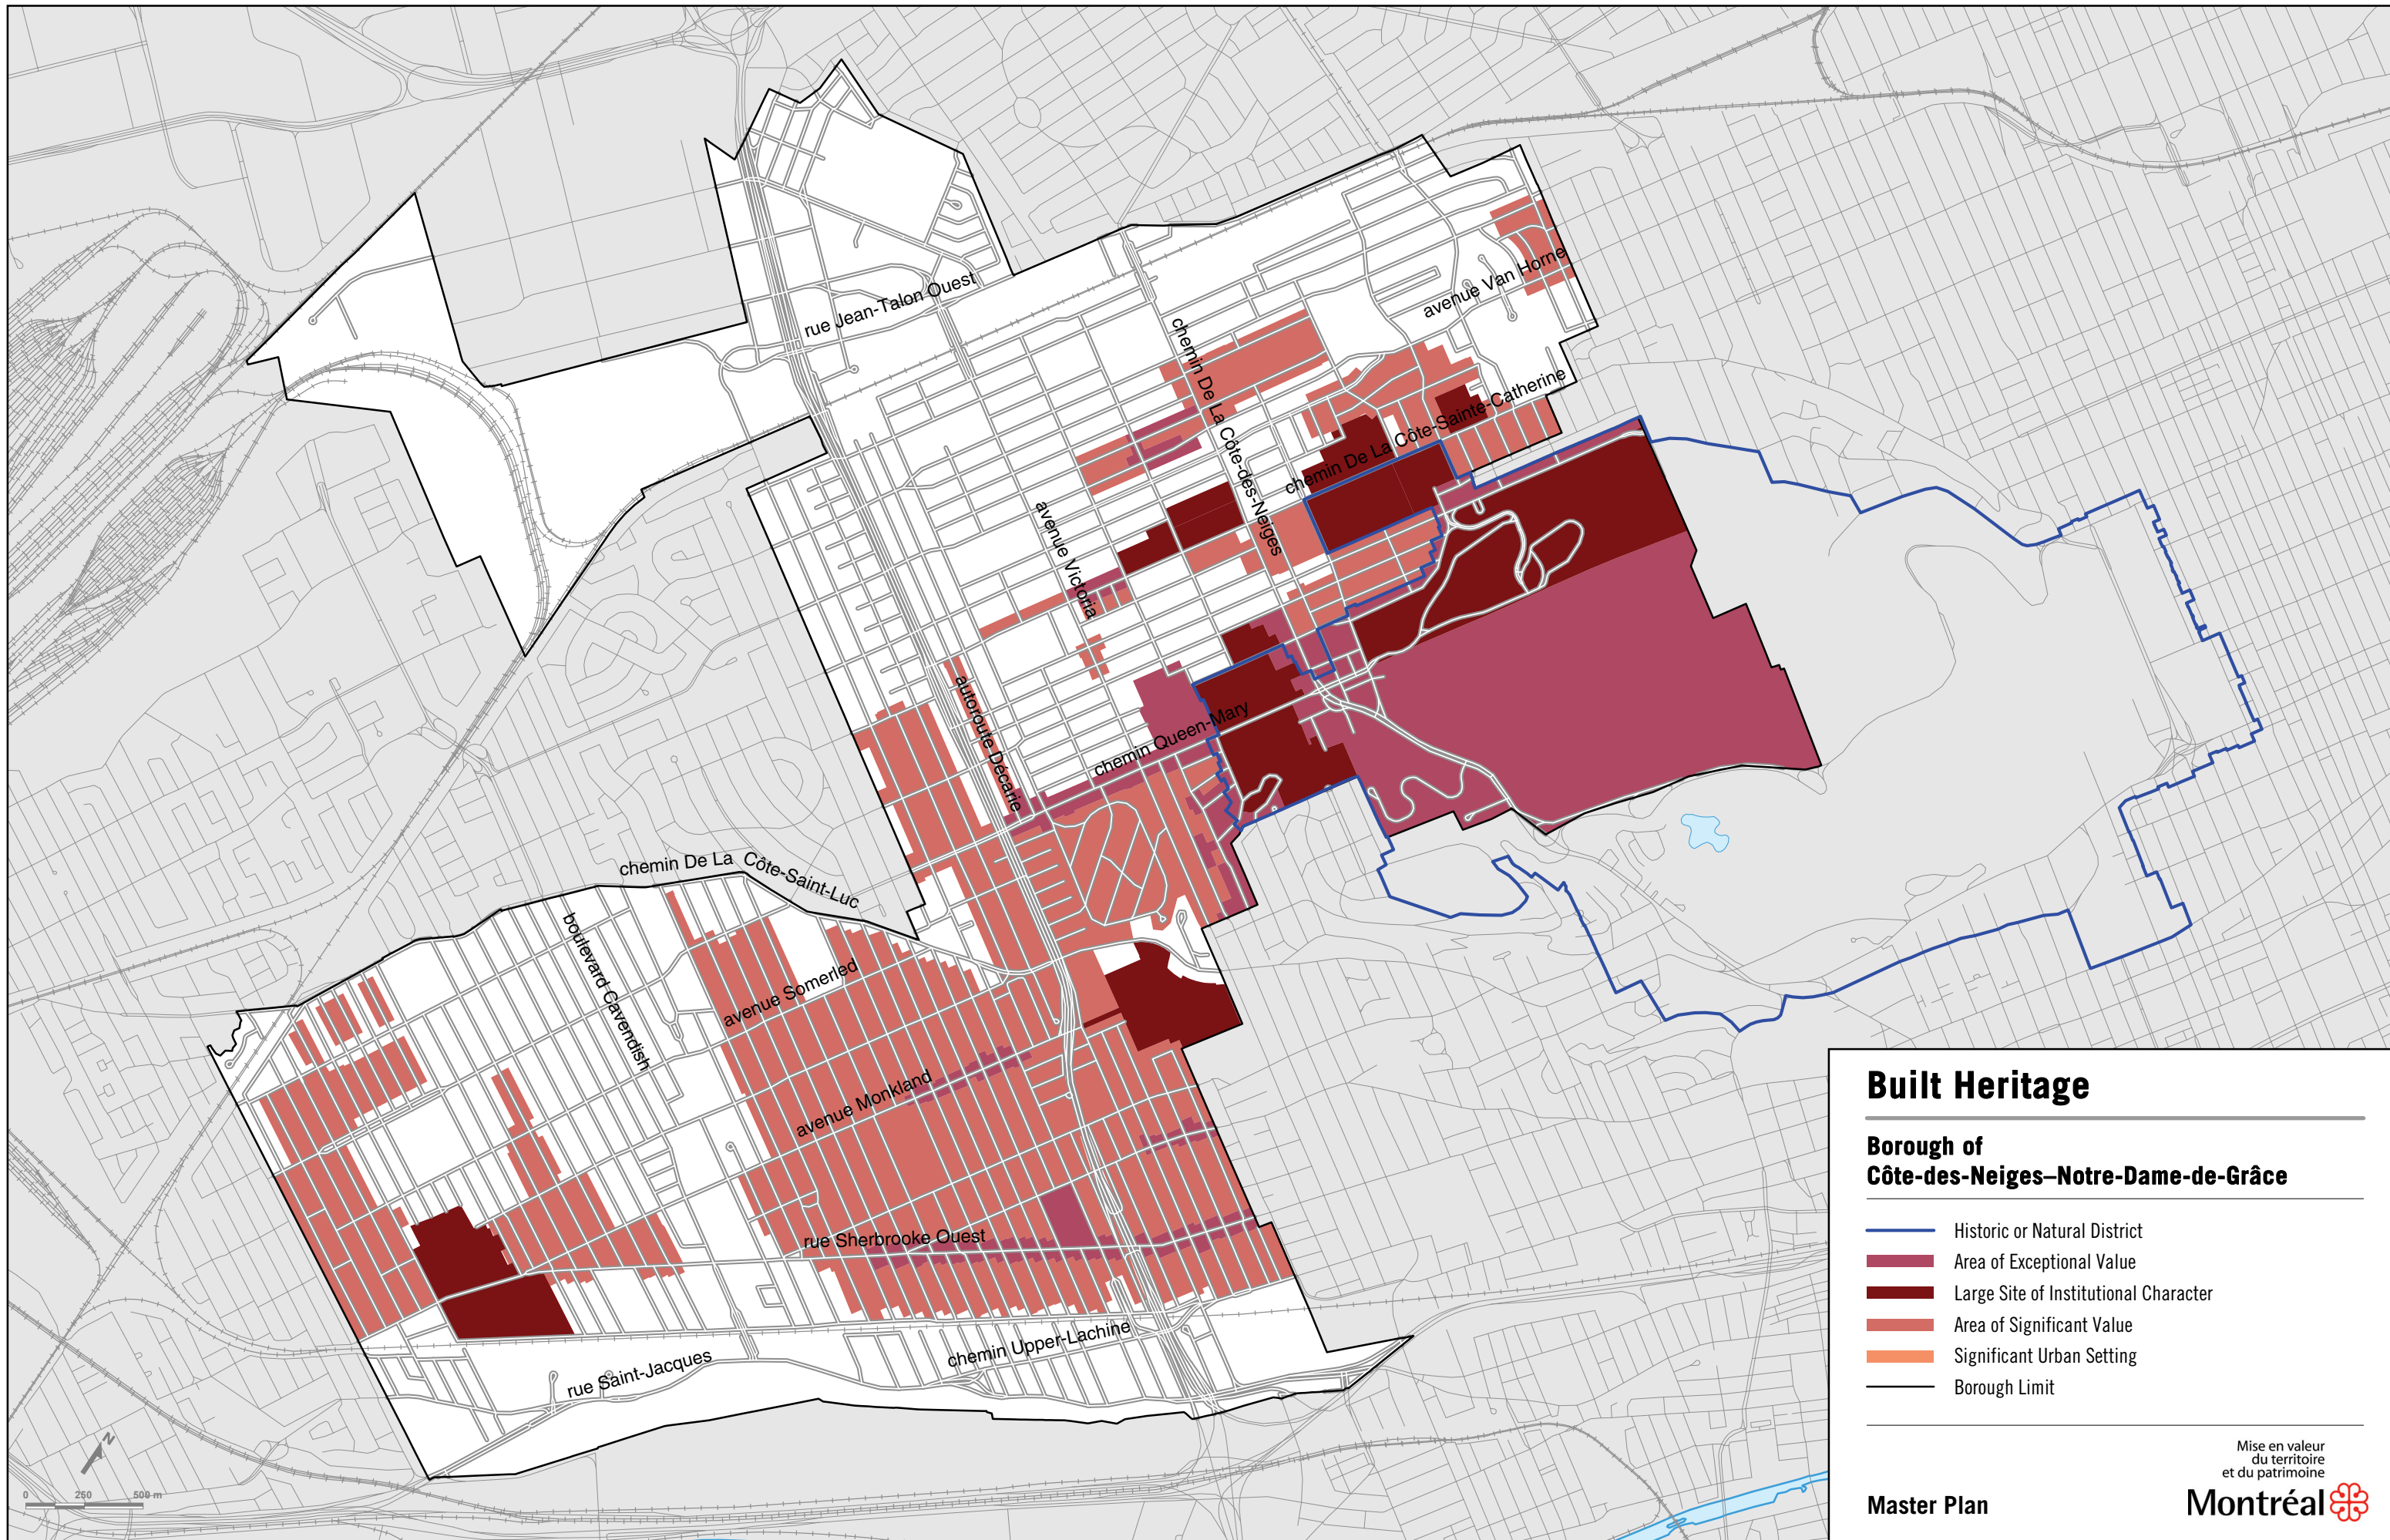 rue Jean-Talon Ouest
avenue Van Horne
chemin De La Côte-des-Neiges
chemin De La Côte-Sainte-Catherine
avenue Victoria
autoroute Décarie
chemin Queen-Mary
chemin De La Côte-Saint-Luc
boulevard Cavendish
avenue Somerled
avenue Monkland
rue Sherbrooke Ouest
chemin Upper-Lachine
rue Saint-Jacques
N
0 250 500 m
Built Heritage
Borough of
Côte-des-Neiges–Notre-Dame-de-Grâce
Historic or Natural District
Area of Exceptional Value
Large Site of Institutional Character
Area of Significant Value
Significant Urban Setting
Borough Limit
Mise en valeur
du territoire
et du patrimoine
Master Plan
Montréal